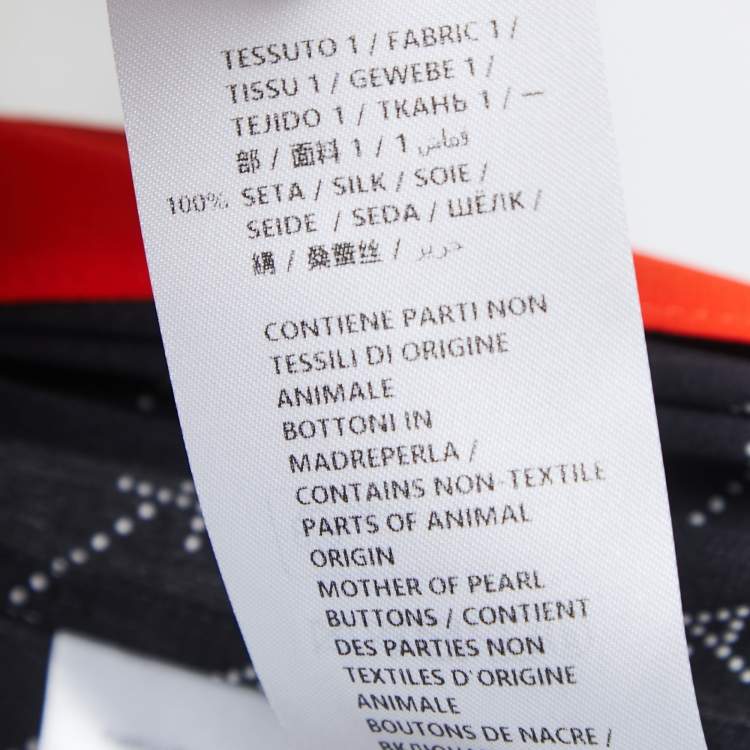 TESSUTO 1 / FABRIC 1 /
TISSU 1 / GEWEBE 1 /
TEJIDO 1 / ТКАНЬ 1 / 一
部 / 面料 1 / 1 قماش
100% SETA / SILK / SOIE /
SEIDE / SEDA / ШЁЛК /
絹 / 桑蚕丝 / حرير
CONTIENE PARTI NON
TESSILI DI ORIGINE
ANIMALE
BOTTONI IN
MADREPERLA /
CONTAINS NON-TEXTILE
PARTS OF ANIMAL
ORIGIN
MOTHER OF PEARL
BUTTONS / CONTIENT
DES PARTIES NON
TEXTILES D'ORIGINE
ANIMALE
BOUTONS DE NACRE /